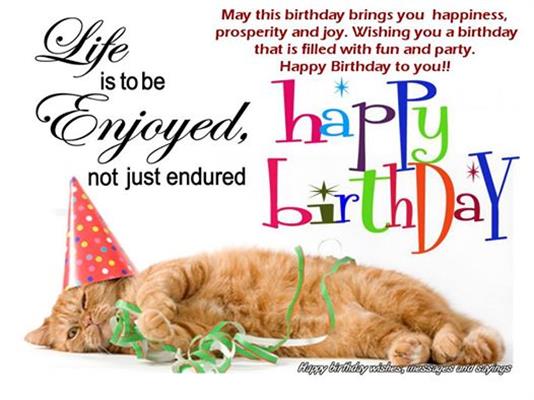 May this birthday brings you happiness,
prosperity and joy. Wishing you a birthday
that is filled with fun and party.
Happy Birthday to you!!
Life
is to be
Enjoyed,
not just endured
happy
birthDaY
Happy birthday wishes, messages and sayings